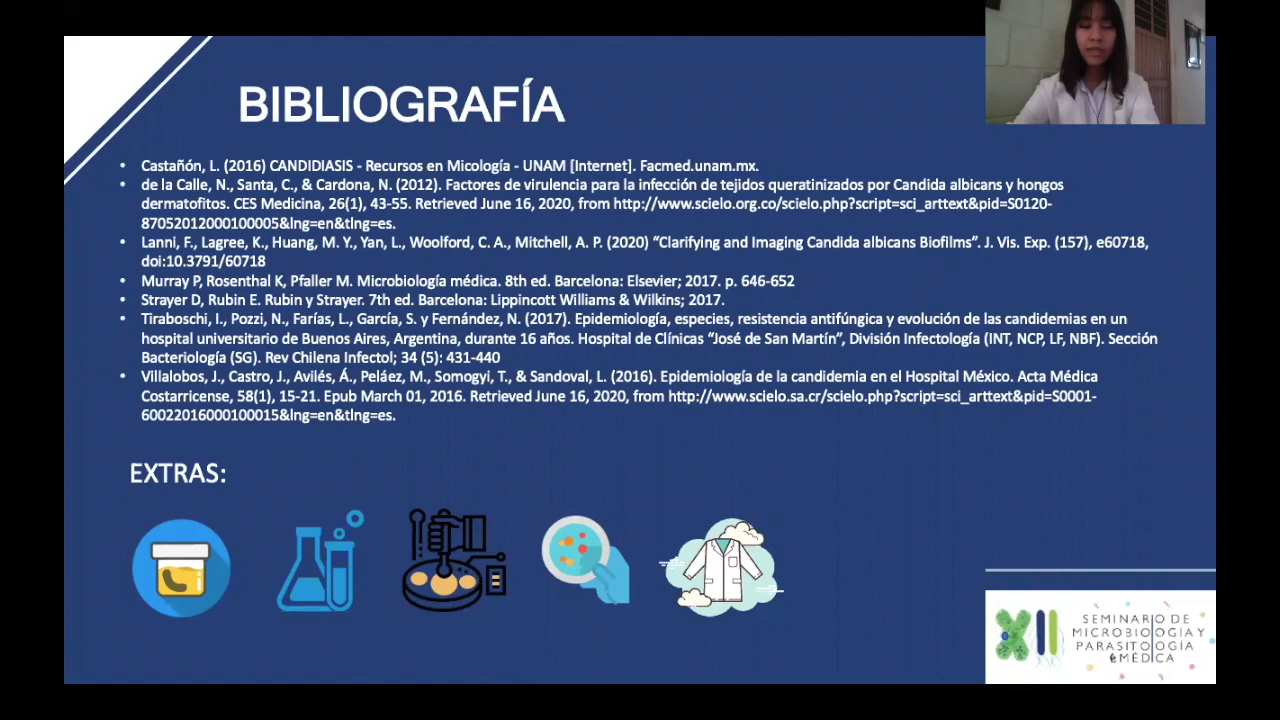 BIBLIOGRAFÍA
• Castañón, L. (2016) CANDIDIASIS - Recursos en Micología - UNAM [Internet]. Facmed.unam.mx.
• de la Calle, N., Santa, C., & Cardona, N. (2012). Factores de virulencia para la infección de tejidos queratinizados por Candida albicans y hongos
dermatofitos. CES Medicina, 26(1), 43-55. Retrieved June 16, 2020, from http://www.scielo.org.co/scielo.php?script=sci_arttext&pid=S0120-
87052012000100005&lng=en&tlng=es.
• Lanni, F., Lagree, K., Huang, M. Y., Yan, L., Woolford, C. A., Mitchell, A. P. (2020) “Clarifying and Imaging Candida albicans Biofilms”. J. Vis. Exp. (157), e60718,
doi:10.3791/60718
• Murray P, Rosenthal K, Pfaller M. Microbiología médica. 8th ed. Barcelona: Elsevier; 2017. p. 646-652
• Strayer D, Rubin E. Rubin y Strayer. 7th ed. Barcelona: Lippincott Williams & Wilkins; 2017.
• Tiraboschi, I., Pozzi, N., Farías, L., García, S. y Fernández, N. (2017). Epidemiología, especies, resistencia antifúngica y evolución de las candidemias en un
hospital universitario de Buenos Aires, Argentina, durante 16 años. Hospital de Clínicas “José de San Martín”, División Infectología (INT, NCP, LF, NBF). Sección
Bacteriología (SG). Rev Chilena Infectol; 34 (5): 431-440
• Villalobos, J., Castro, J., Avilés, Á., Peláez, M., Somogyi, T., & Sandoval, L. (2016). Epidemiología de la candidemia en el Hospital México. Acta Médica
Costarricense, 58(1), 15-21. Epub March 01, 2016. Retrieved June 16, 2020, from http://www.scielo.sa.cr/scielo.php?script=sci_arttext&pid=S0001-
60022016000100015&lng=en&tlng=es.
EXTRAS:
XII
SEMINARIO DE
MICROBIOLOGIA Y
PARASITOLOGIA
MÉDICA